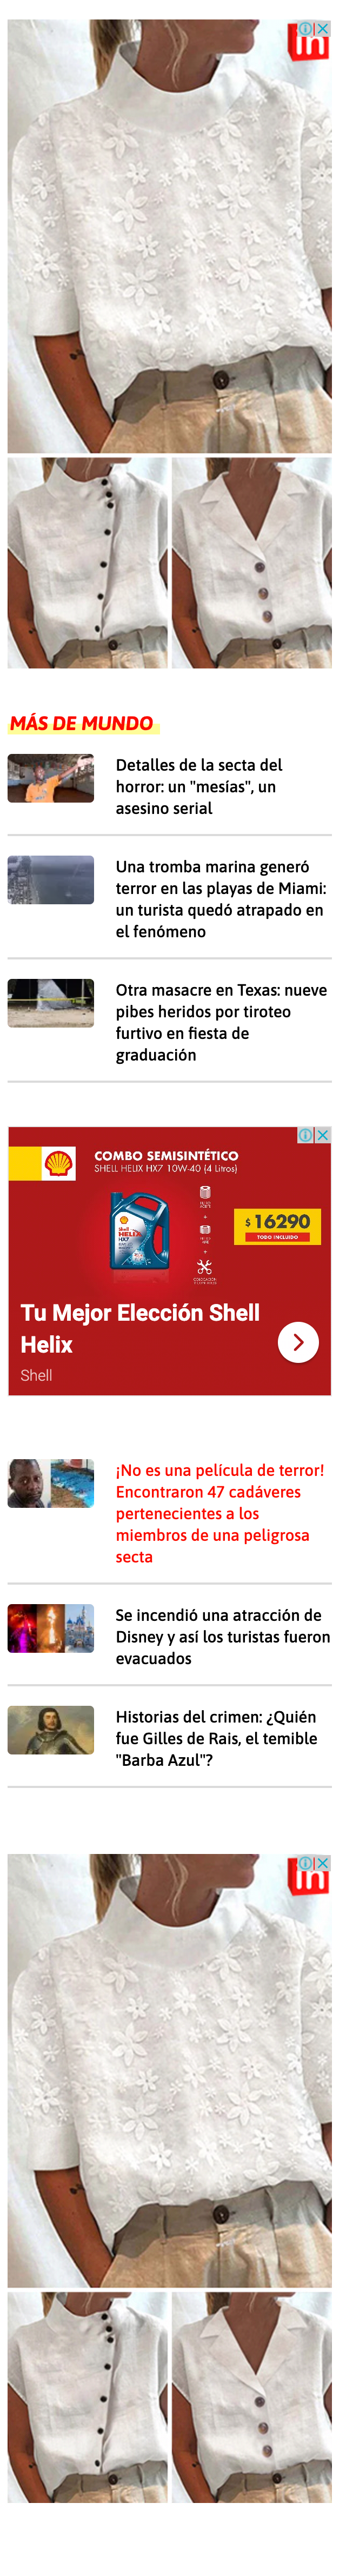 in
MÁS DE MUNDO
Detalles de la secta del
horror: un "mesías", un
asesino serial
Una tromba marina generó
terror en las playas de Miami:
un turista quedó atrapado en
el fenómeno
Otra masacre en Texas: nueve
pibes heridos por tiroteo
furtivo en fiesta de
graduación
COMBO SEMISINTÉTICO
SHELL HELIX HX7 10W-40 (4 Litros)
Shell
HELIX
HX7
+
+
$ 16290
TODO INCLUIDO
Tu Mejor Elección Shell
Helix
Shell
¡No es una película de terror!
Encontraron 47 cadáveres
pertenecientes a los
miembros de una peligrosa
secta
Se incendió una atracción de
Disney y así los turistas fueron
evacuados
Historias del crimen: ¿Quién
fue Gilles de Rais, el temible
"Barba Azul"?
in